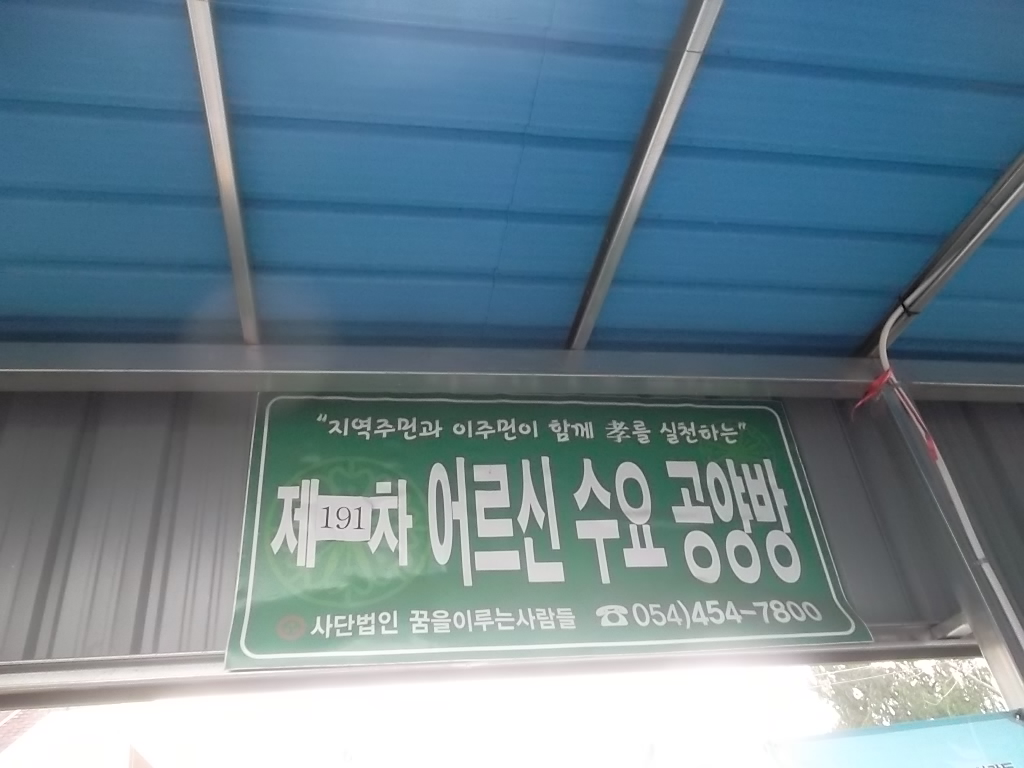 "지역주민과 이주민이 함께 孝를 실천하는"
제191차 어르신 수요 공양방
사단법인 꿈을이루는사람들 ☎054)454-7800